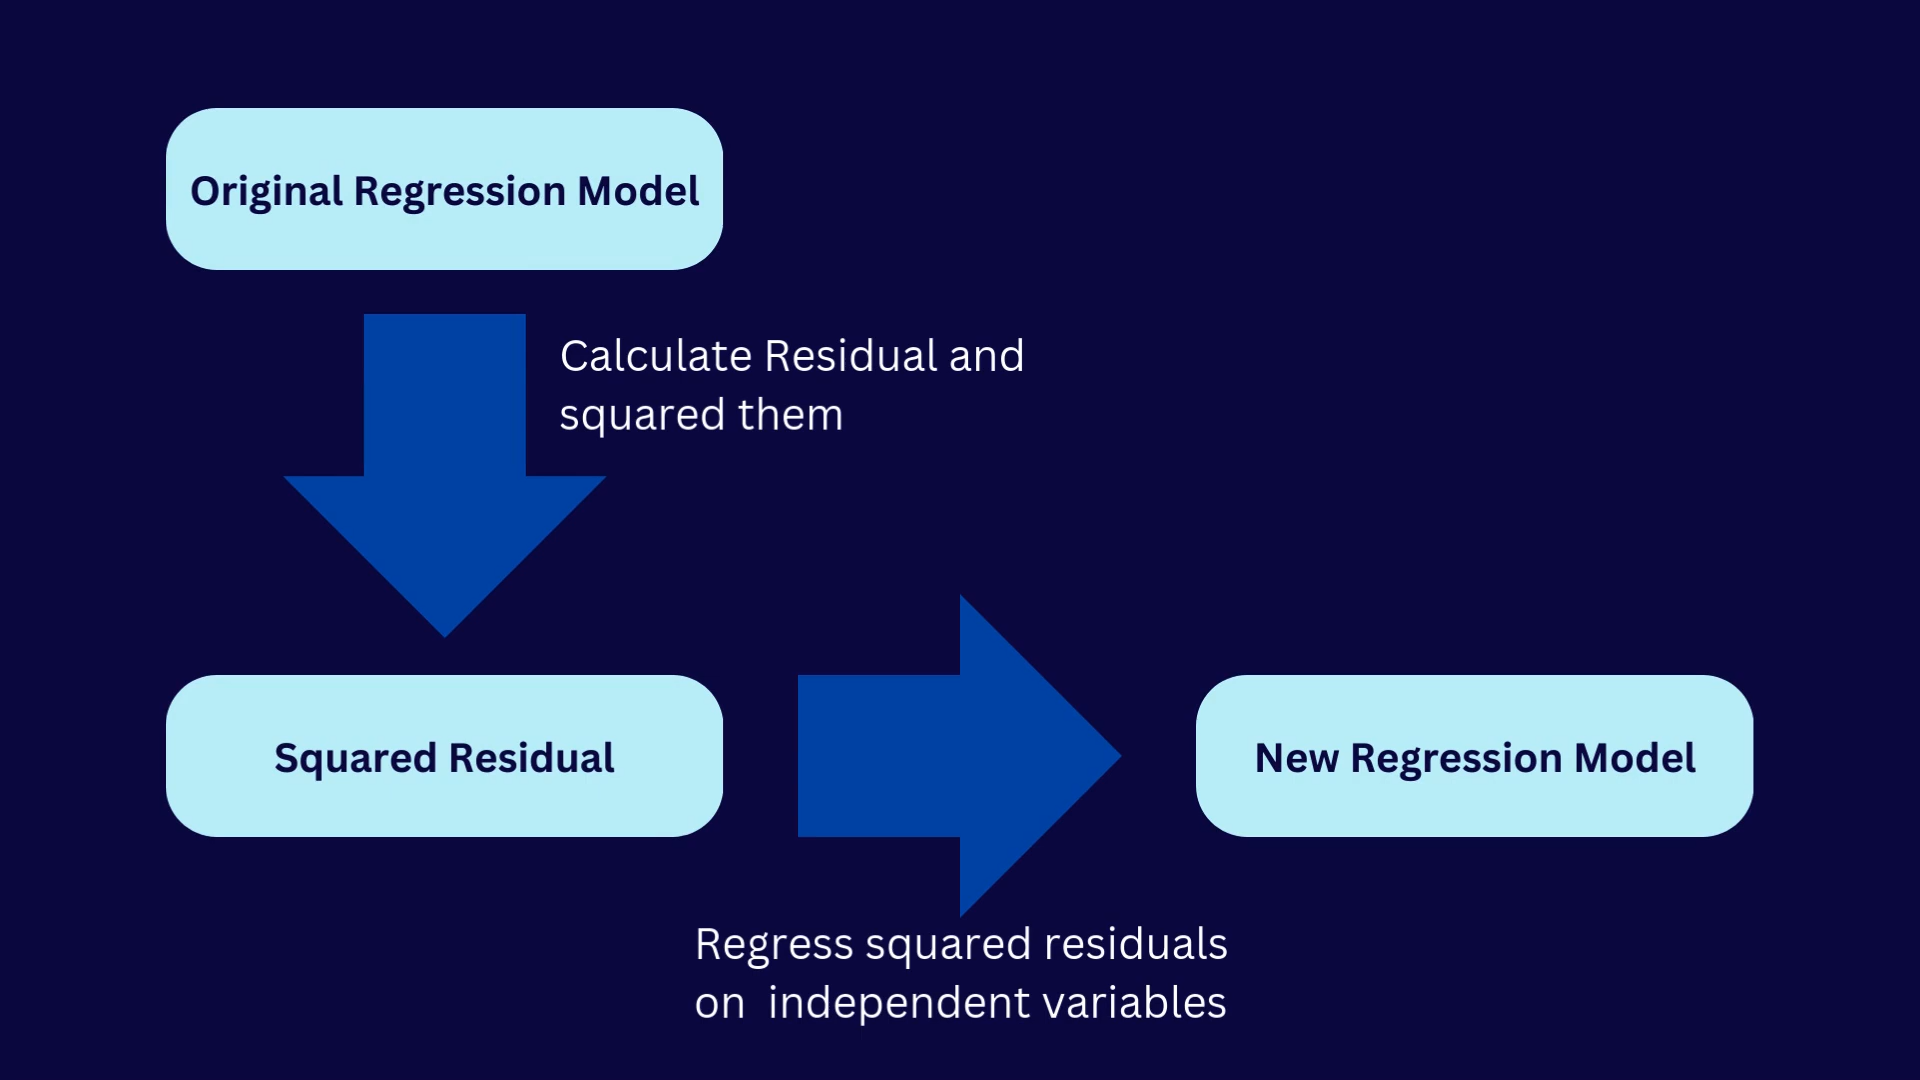 Original Regression Model
Calculate Residual and
squared them
Squared Residual
New Regression Model
Regress squared residuals
on  independent variables